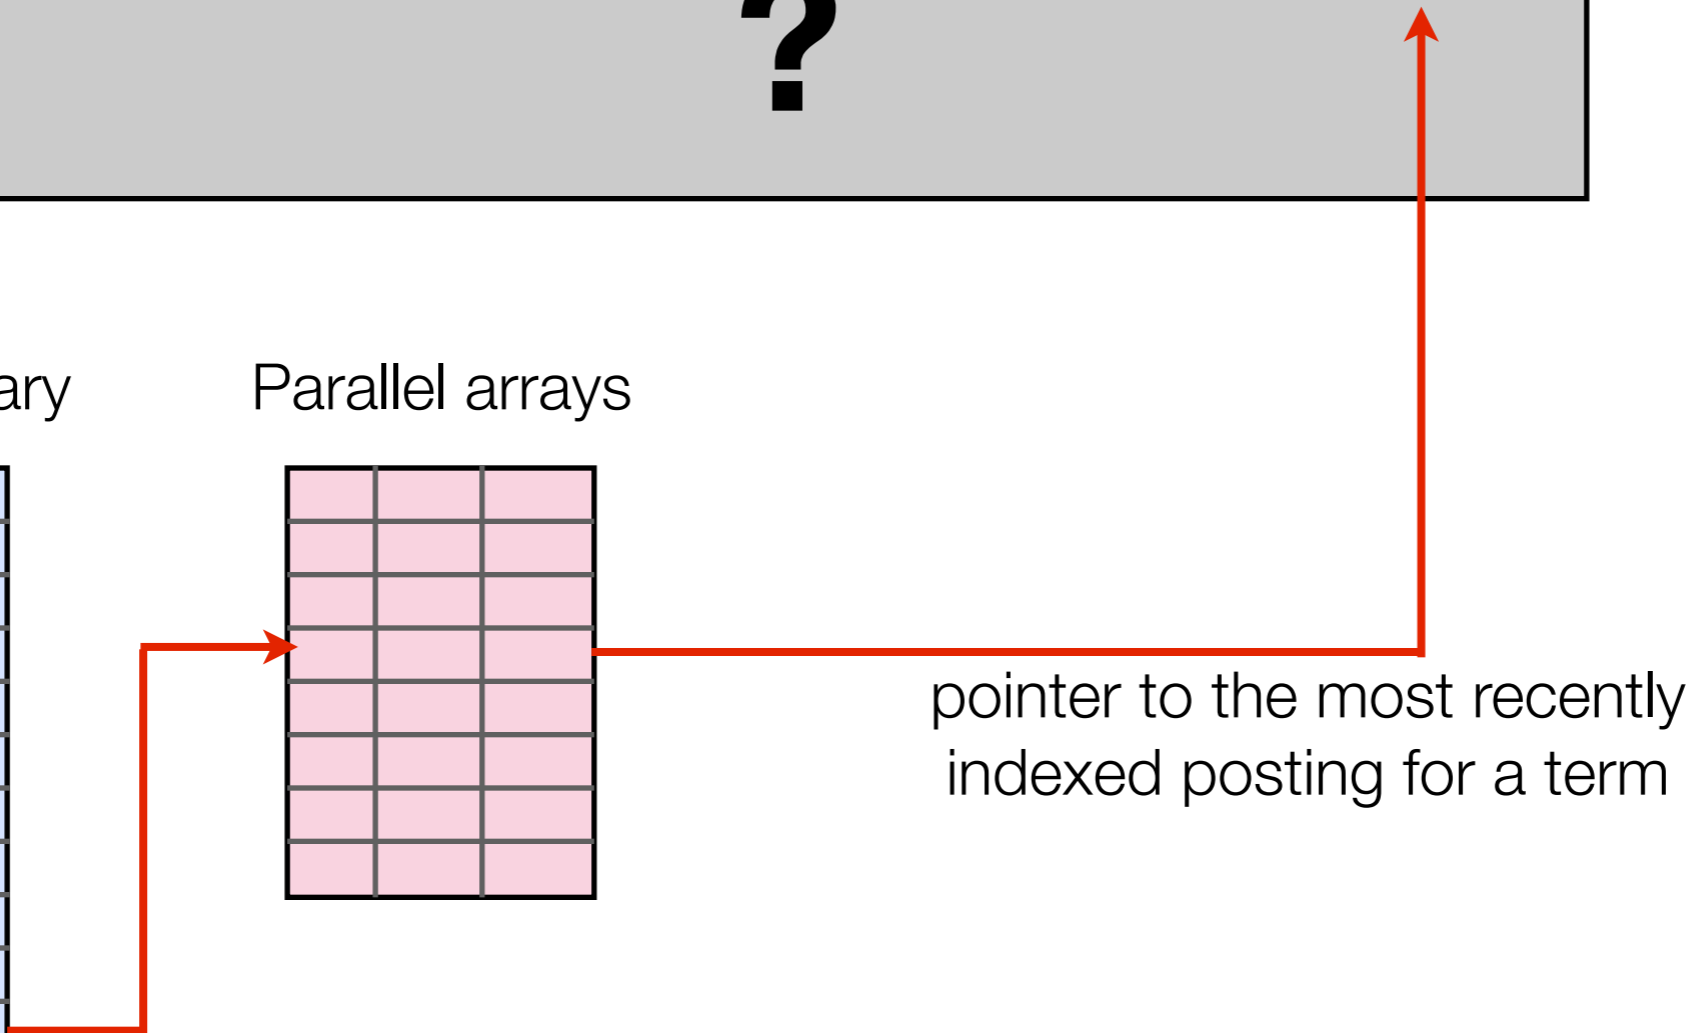 ?
ary
Parallel arrays
pointer to the most recently
indexed posting for a term